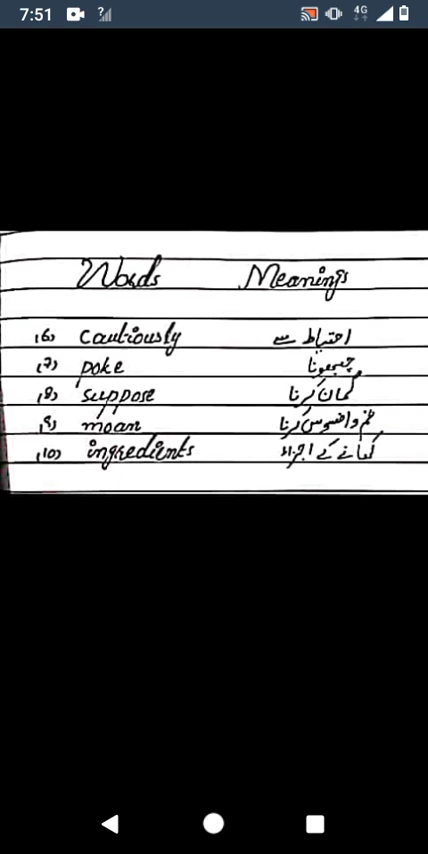 7:51 ? 4G
Words Meanings
(6) cautiously احتیاط سے
(7) poke چبھونا
(8) suppose گمان کرنا
(9) moan غم و افسوس کرنا
(10) ingredients کھانے کے اجزاء